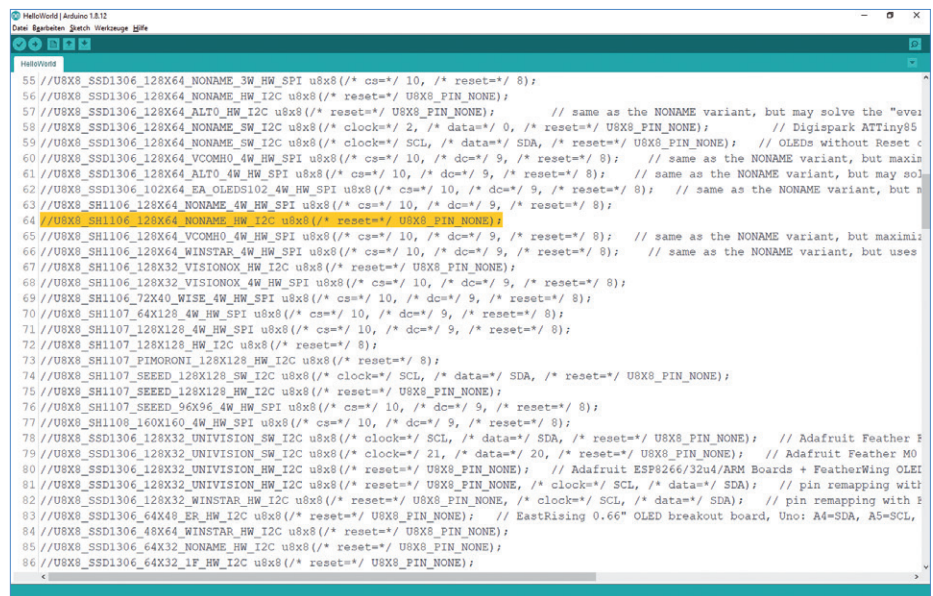 HelloWorld | Arduino 1.8.12
Datei Bearbeiten Sketch Werkzeuge Hilfe
HelloWorld
55 //U8X8_SSD1306_128X64_NONAME_3W_HW_SPI u8x8(/* cs=*/ 10, /* reset=*/ 8);
56 //U8X8_SSD1306_128X64_NONAME_HW_I2C u8x8(/* reset=*/ U8X8_PIN_NONE);
57 //U8X8_SSD1306_128X64_ALT0_HW_I2C u8x8(/* reset=*/ U8X8_PIN_NONE); // same as the NONAME variant, but may solve the "ever
58 //U8X8_SSD1306_128X64_NONAME_SW_I2C u8x8(/* clock=*/ 2, /* data=*/ 0, /* reset=*/ U8X8_PIN_NONE); // Digispark ATTiny85
59 //U8X8_SSD1306_128X64_NONAME_SW_I2C u8x8(/* clock=*/ SCL, /* data=*/ SDA, /* reset=*/ U8X8_PIN_NONE); // OLEDs without Reset
60 //U8X8_SSD1306_128X64_VCOMH0_4W_HW_SPI u8x8(/* cs=*/ 10, /* dc=*/ 9, /* reset=*/ 8); // same as the NONAME variant, but maxim
61 //U8X8_SSD1306_128X64_ALT0_4W_HW_SPI u8x8(/* cs=*/ 10, /* dc=*/ 9, /* reset=*/ 8); // same as the NONAME variant, but may sol
62 //U8X8_SSD1306_102X64_EA_OLEDS102_4W_HW_SPI u8x8(/* cs=*/ 10, /* dc=*/ 9, /* reset=*/ 8); // same as the NONAME variant, but
63 //U8X8_SH1106_128X64_NONAME_4W_HW_SPI u8x8(/* cs=*/ 10, /* dc=*/ 9, /* reset=*/ 8);
64 //U8X8_SH1106_128X64_NONAME_HW_I2C u8x8(/* reset=*/ U8X8_PIN_NONE);
65 //U8X8_SH1106_128X64_VCOMH0_4W_HW_SPI u8x8(/* cs=*/ 10, /* dc=*/ 9, /* reset=*/ 8); // same as the NONAME variant, but maximiz
66 //U8X8_SH1106_128X64_WINSTAR_4W_HW_SPI u8x8(/* cs=*/ 10, /* dc=*/ 9, /* reset=*/ 8); // same as the NONAME variant, but uses
67 //U8X8_SH1106_128X32_VISIONOX_HW_I2C u8x8(/* reset=*/ U8X8_PIN_NONE);
68 //U8X8_SH1106_128X32_VISIONOX_4W_HW_SPI u8x8(/* cs=*/ 10, /* dc=*/ 9, /* reset=*/ 8);
69 //U8X8_SH1106_72X40_WISE_4W_HW_SPI u8x8(/* cs=*/ 10, /* dc=*/ 9, /* reset=*/ 8);
70 //U8X8_SH1107_64X128_4W_HW_SPI u8x8(/* cs=*/ 10, /* dc=*/ 9, /* reset=*/ 8);
71 //U8X8_SH1107_128X128_4W_HW_SPI u8x8(/* cs=*/ 10, /* dc=*/ 9, /* reset=*/ 8);
72 //U8X8_SH1107_128X128_HW_I2C u8x8(/* reset=*/ 8);
73 //U8X8_SH1107_PIMORONI_128X128_HW_I2C u8x8(/* reset=*/ 8);
74 //U8X8_SH1107_SEEED_128X128_SW_I2C u8x8(/* clock=*/ SCL, /* data=*/ SDA, /* reset=*/ U8X8_PIN_NONE);
75 //U8X8_SH1107_SEEED_128X128_HW_I2C u8x8(/* reset=*/ U8X8_PIN_NONE);
76 //U8X8_SH1107_SEEED_96X96_4W_HW_SPI u8x8(/* cs=*/ 10, /* dc=*/ 9, /* reset=*/ 8);
77 //U8X8_SH1108_160X160_4W_HW_SPI u8x8(/* cs=*/ 10, /* dc=*/ 9, /* reset=*/ 8);
78 //U8X8_SSD1306_128X32_UNIVISION_SW_I2C u8x8(/* clock=*/ SCL, /* data=*/ SDA, /* reset=*/ U8X8_PIN_NONE); // Adafruit Feather
79 //U8X8_SSD1306_128X32_UNIVISION_SW_I2C u8x8(/* clock=*/ 21, /* data=*/ 20, /* reset=*/ U8X8_PIN_NONE); // Adafruit Feather M0
80 //U8X8_SSD1306_128X32_UNIVISION_HW_I2C u8x8(/* reset=*/ U8X8_PIN_NONE); // Adafruit ESP8266/32u4/ARM Boards + FeatherWing OLED
81 //U8X8_SSD1306_128X32_UNIVISION_HW_I2C u8x8(/* reset=*/ U8X8_PIN_NONE, /* clock=*/ SCL, /* data=*/ SDA); // pin remapping with
82 //U8X8_SSD1306_128X32_WINSTAR_HW_I2C u8x8(/* reset=*/ U8X8_PIN_NONE, /* clock=*/ SCL, /* data=*/ SDA); // pin remapping with
83 //U8X8_SSD1306_64X48_ER_HW_I2C u8x8(/* reset=*/ U8X8_PIN_NONE); // EastRising 0.66" OLED breakout board, Uno: A4=SDA, A5=SCL,
84 //U8X8_SSD1306_48X64_WINSTAR_HW_I2C u8x8(/* reset=*/ U8X8_PIN_NONE);
85 //U8X8_SSD1306_64X32_NONAME_HW_I2C u8x8(/* reset=*/ U8X8_PIN_NONE);
86 //U8X8_SSD1306_64X32_1F_HW_I2C u8x8(/* reset=*/ U8X8_PIN_NONE);